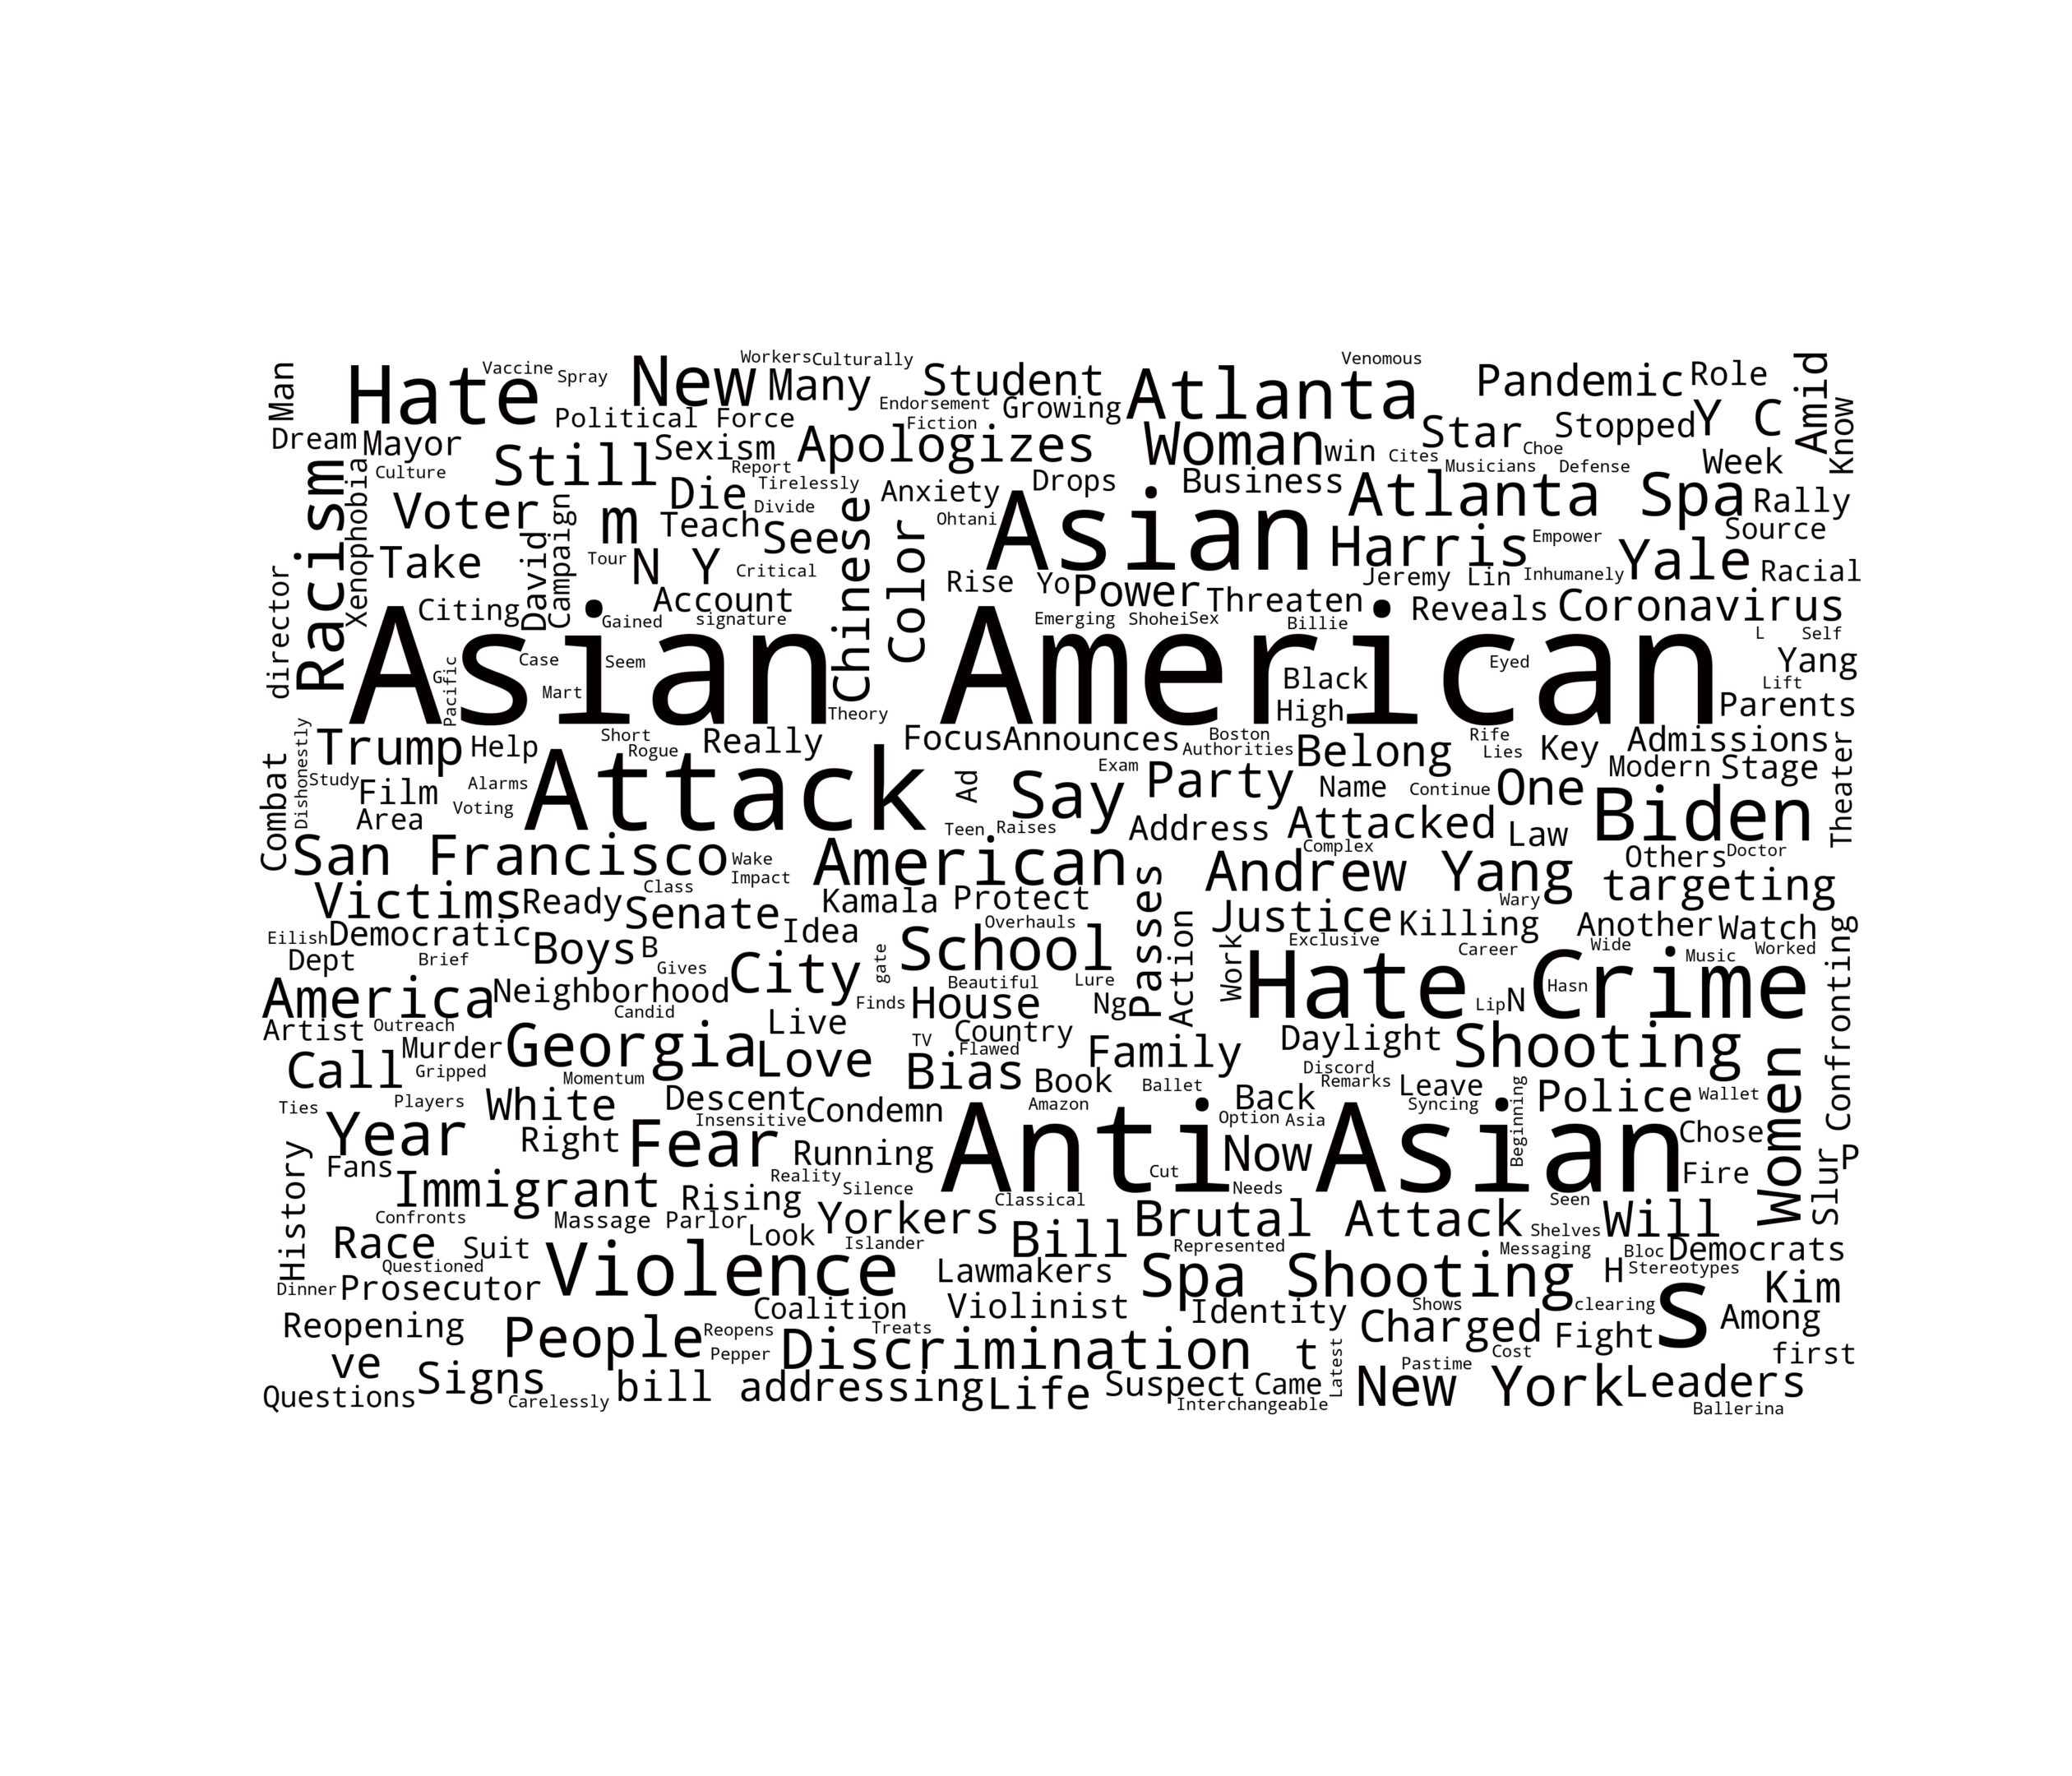 Man
Hate
Vaccine
Spray
New
Workers
Culturally
Many
Student
Venomous
Atlanta
Pandemic
Role
Amid
Political Force
Endorsement
Growing
Fiction
Star
Stopped
Y C
Know
Dream
Mayor
Sexism
Apologizes
Woman
win
Cites
Choe
Culture
Still
Report
Tirelessly
Musicians
Defense
Week
Racism
Xenophobia
Voter
Die
Divide
Anxiety
Drops
Business
Atlanta Spa
Rally
m
Teach
See
Chinese
Color
Ohtani
Asian
Harris
Empower
Source
Take
David
Campaign
Tour
N Y
Critical
Yale
Racial
director
Rise
Yo
Power
Jeremy Lin
Inhumanely
Citing
Account
Threaten
Reveals
Coronavirus
Gained
signature
Emerging
Shohei
Sex
Billie
L
Self
Asian American
Case
Seem
Eyed
Yang
G
Pacific
Mart
Black
Lift
Theory
High
Parents
Dishonestly
Trump
Help
Short
Rogue
Really
Focus
Announces
Boston
Authorities
Belong
Rife
Lies
Key
Admissions
Combat
Study
Film
Alarms
Attack
Ad
Exam
Say
Party
Name
Continue
One
Modern
Stage
Theater
Area
Voting
Biden
Teen
Raises
Address
Attacked
Law
San Francisco
Wake
American
Complex
Others
Doctor
Impact
Andrew Yang
targeting
Victims
Ready
Class
Senate
Kamala
Protect
Passes
Wary
Eilish
Democratic
Idea
Overhauls
Action
Justice
Killing
Another
Watch
Dept
Brief
Boys
B
Gives
City
gate
School
Work
Exclusive
Career
Wide
Music
Worked
Confronting
America
Neighborhood
Beautiful
Lure
Hate Crime
Hasn
Candid
Finds
House
Ng
Lip
N
Artist
Outreach
Live
Country
Murder
Georgia
TV
Flawed
Daylight
Shooting
Call
Gripped
Love
Bias
Family
Discord
Women
Momentum
Book
Ballet
Remarks
Leave
Ties
Players
White
Descent
Back
Syncing
Beginning
Police
Wallet
Insensitive
Condemn
Amazon
Option
Asia
Year
Right
Fear
Running
Anti Asian
Now
Chose
Cut
Fans
Reality
Silence
Needs
Fire
P
Slur
History
Immigrant
Rising
Classical
Seen
Confronts
Massage Parlor
Look
Yorkers
Brutal Attack
Shelves
Will
Race
Suit
Violence
Islander
Bill
Represented
Messaging
Bloc
Democrats
Questioned
Lawmakers
Spa Shooting
H
Stereotypes
Dinner
Prosecutor
Kim
Coalition
Violinist
Identity
Shows
clearing
s
Reopening
People
Reopens
Treats
Charged
Fight
Among
Pepper
Discrimination
t
Latest
Cost
first
ve
Signs
Pastime
Questions
Carelessly
bill addressing
Life
Suspect
Came
Interchangeable
New York
Leaders
Ballerina